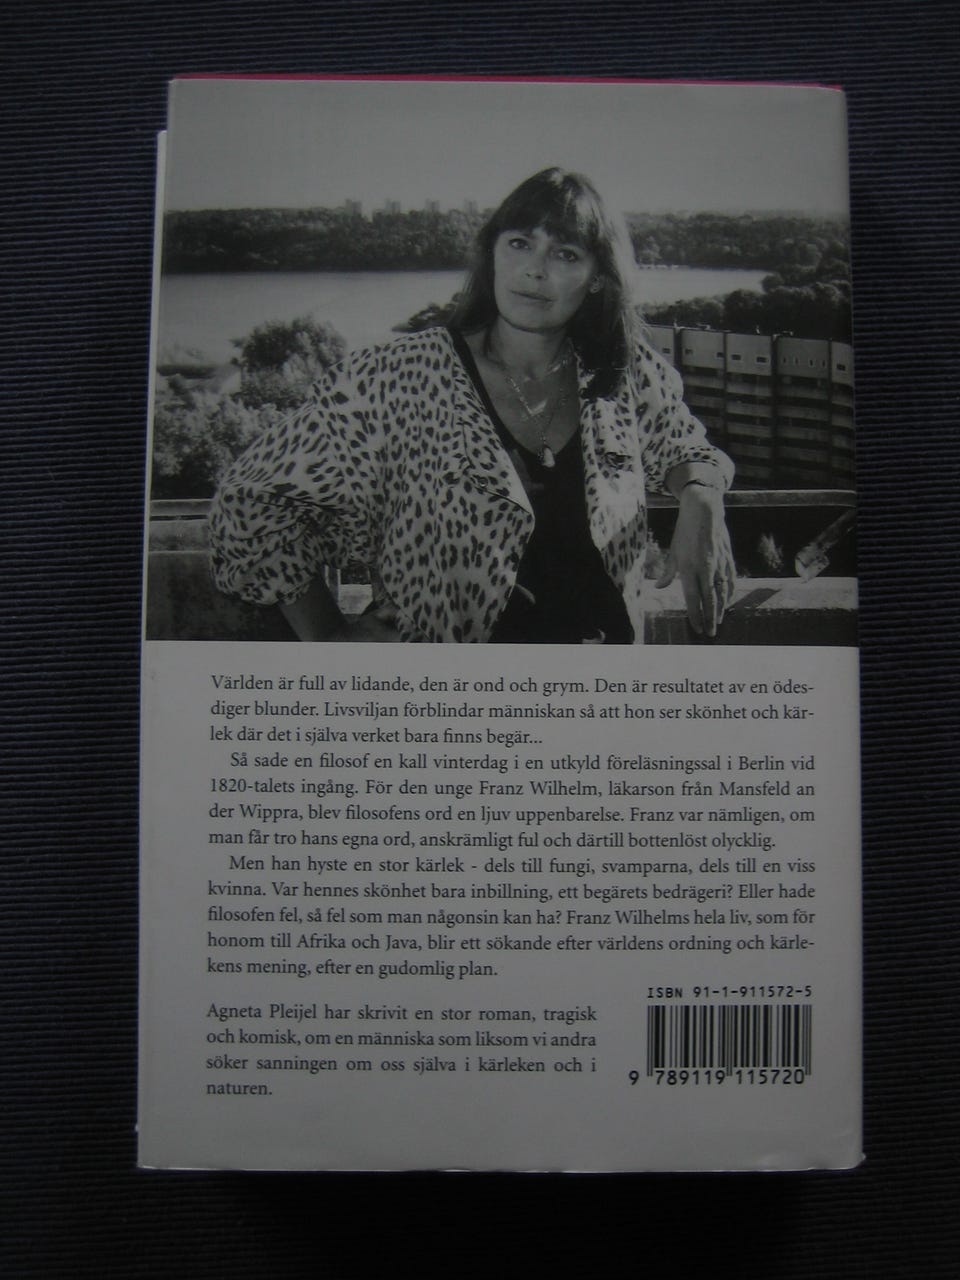 Världen är full av lidande, den är ond och grym. Den är resultatet av en ödes-
diger blunder. Livsviljan förblindar människan så att hon ser skönhet och kär-
lek där det i själva verket bara finns begär...
Så sade en filosof en kall vinterdag i en utkyld föreläsningssal i Berlin vid
1820-talets ingång. För den unge Franz Wilhelm, läkarson från Mansfeld an
der Wippra, blev filosofens ord en ljuv uppenbarelse. Franz var nämligen, om
man får tro hans egna ord, anskrämligt ful och därtill bottenlöst olycklig.
Men han hyste en stor kärlek - dels till fungi, svamparna, dels till en viss
kvinna. Var hennes skönhet bara inbillning, ett begärets bedrägeri? Eller hade
filosofen fel, så fel som man någonsin kan ha? Franz Wilhelms hela liv, som för
honom till Afrika och Java, blir ett sökande efter världens ordning och kärle-
kens mening, efter en gudomlig plan.
Agneta Pleijel har skrivit en stor roman, tragisk
och komisk, om en människa som liksom vi andra
söker sanningen om oss själva i kärleken och i
naturen.
ISBN 91-1-911572-5
9 789119 115720